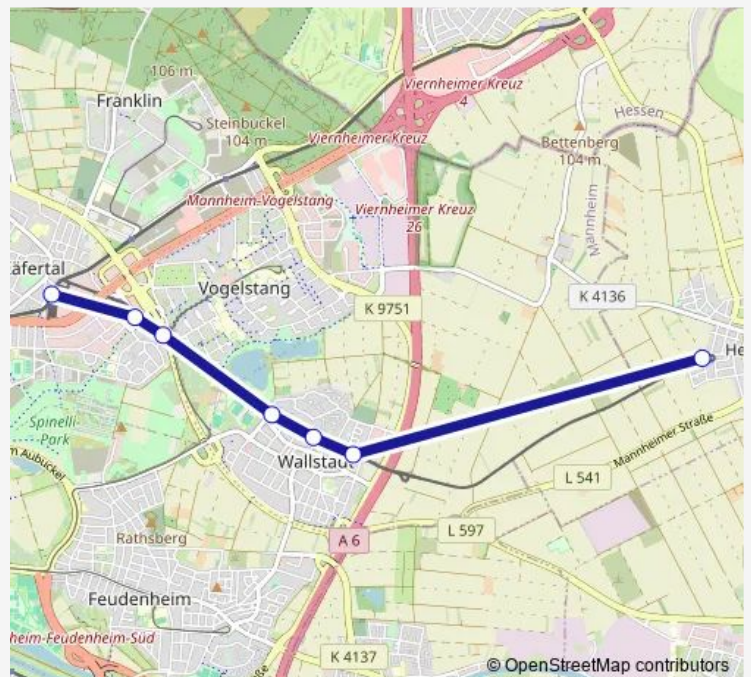 106 m
Franklin
Steinbuckel
104 m
Viernheimer Kreuz
4
Hessen
Viernheimer Kreuz
Bettenberg
104 m
Mannheim-Vogelstang
Viernheimer Kreuz
26
Mannheim
äfertal
Vogelstang
K 4136
K 9751
He
Spinelli-
Park
Mannheimer Straße
m Aubuckel
Wallstadt
L 541
L 597
A 6
Rathsberg
Feudenheim
heim-Feudenheim-Süd
aße
K 4137
© OpenStreetMap contributors